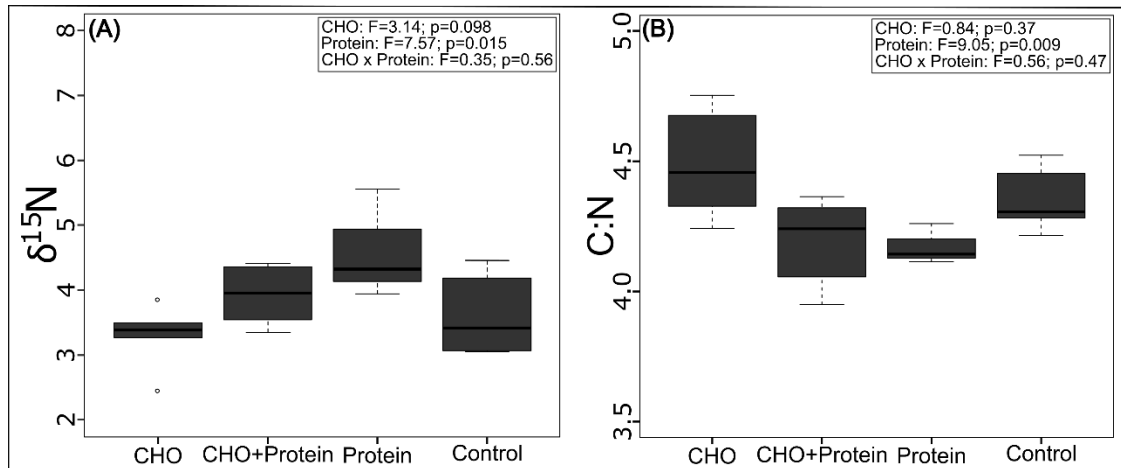 (A)
CHO: F=3.14; p=0.098
Protein: F=7.57; p=0.015
CHO x Protein: F=0.35; p=0.56
8
7
6
5
4
3
2
δ¹⁵N
CHO CHO+Protein Protein Control
(B)
CHO: F=0.84; p=0.37
Protein: F=9.05; p=0.009
CHO x Protein: F=0.56; p=0.47
5.0
4.5
4.0
3.5
C:N
CHO CHO+Protein Protein Control